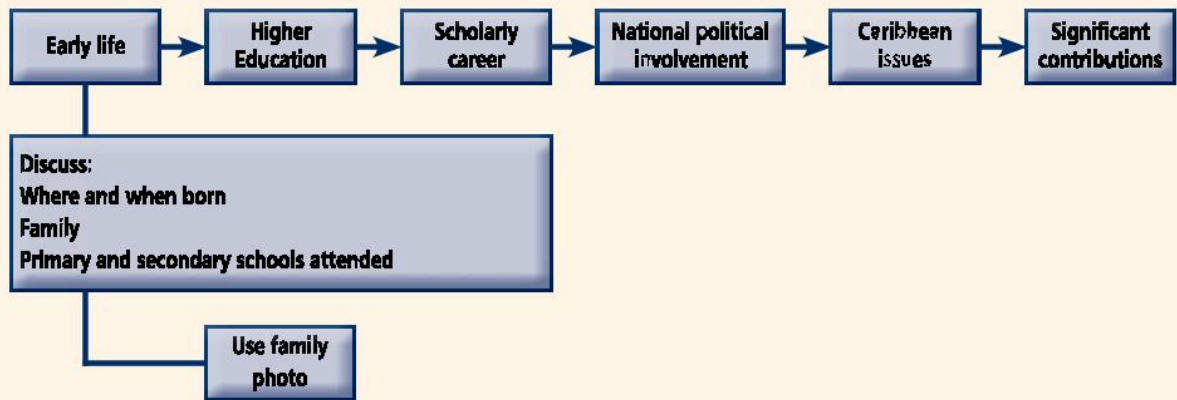 Early life
Higher
Education
Scholarly
career
National political
involvement
Caribbean
issues
Significant
contributions
Discuss:
Where and when born
Family
Primary and secondary schools attended
Use family
photo